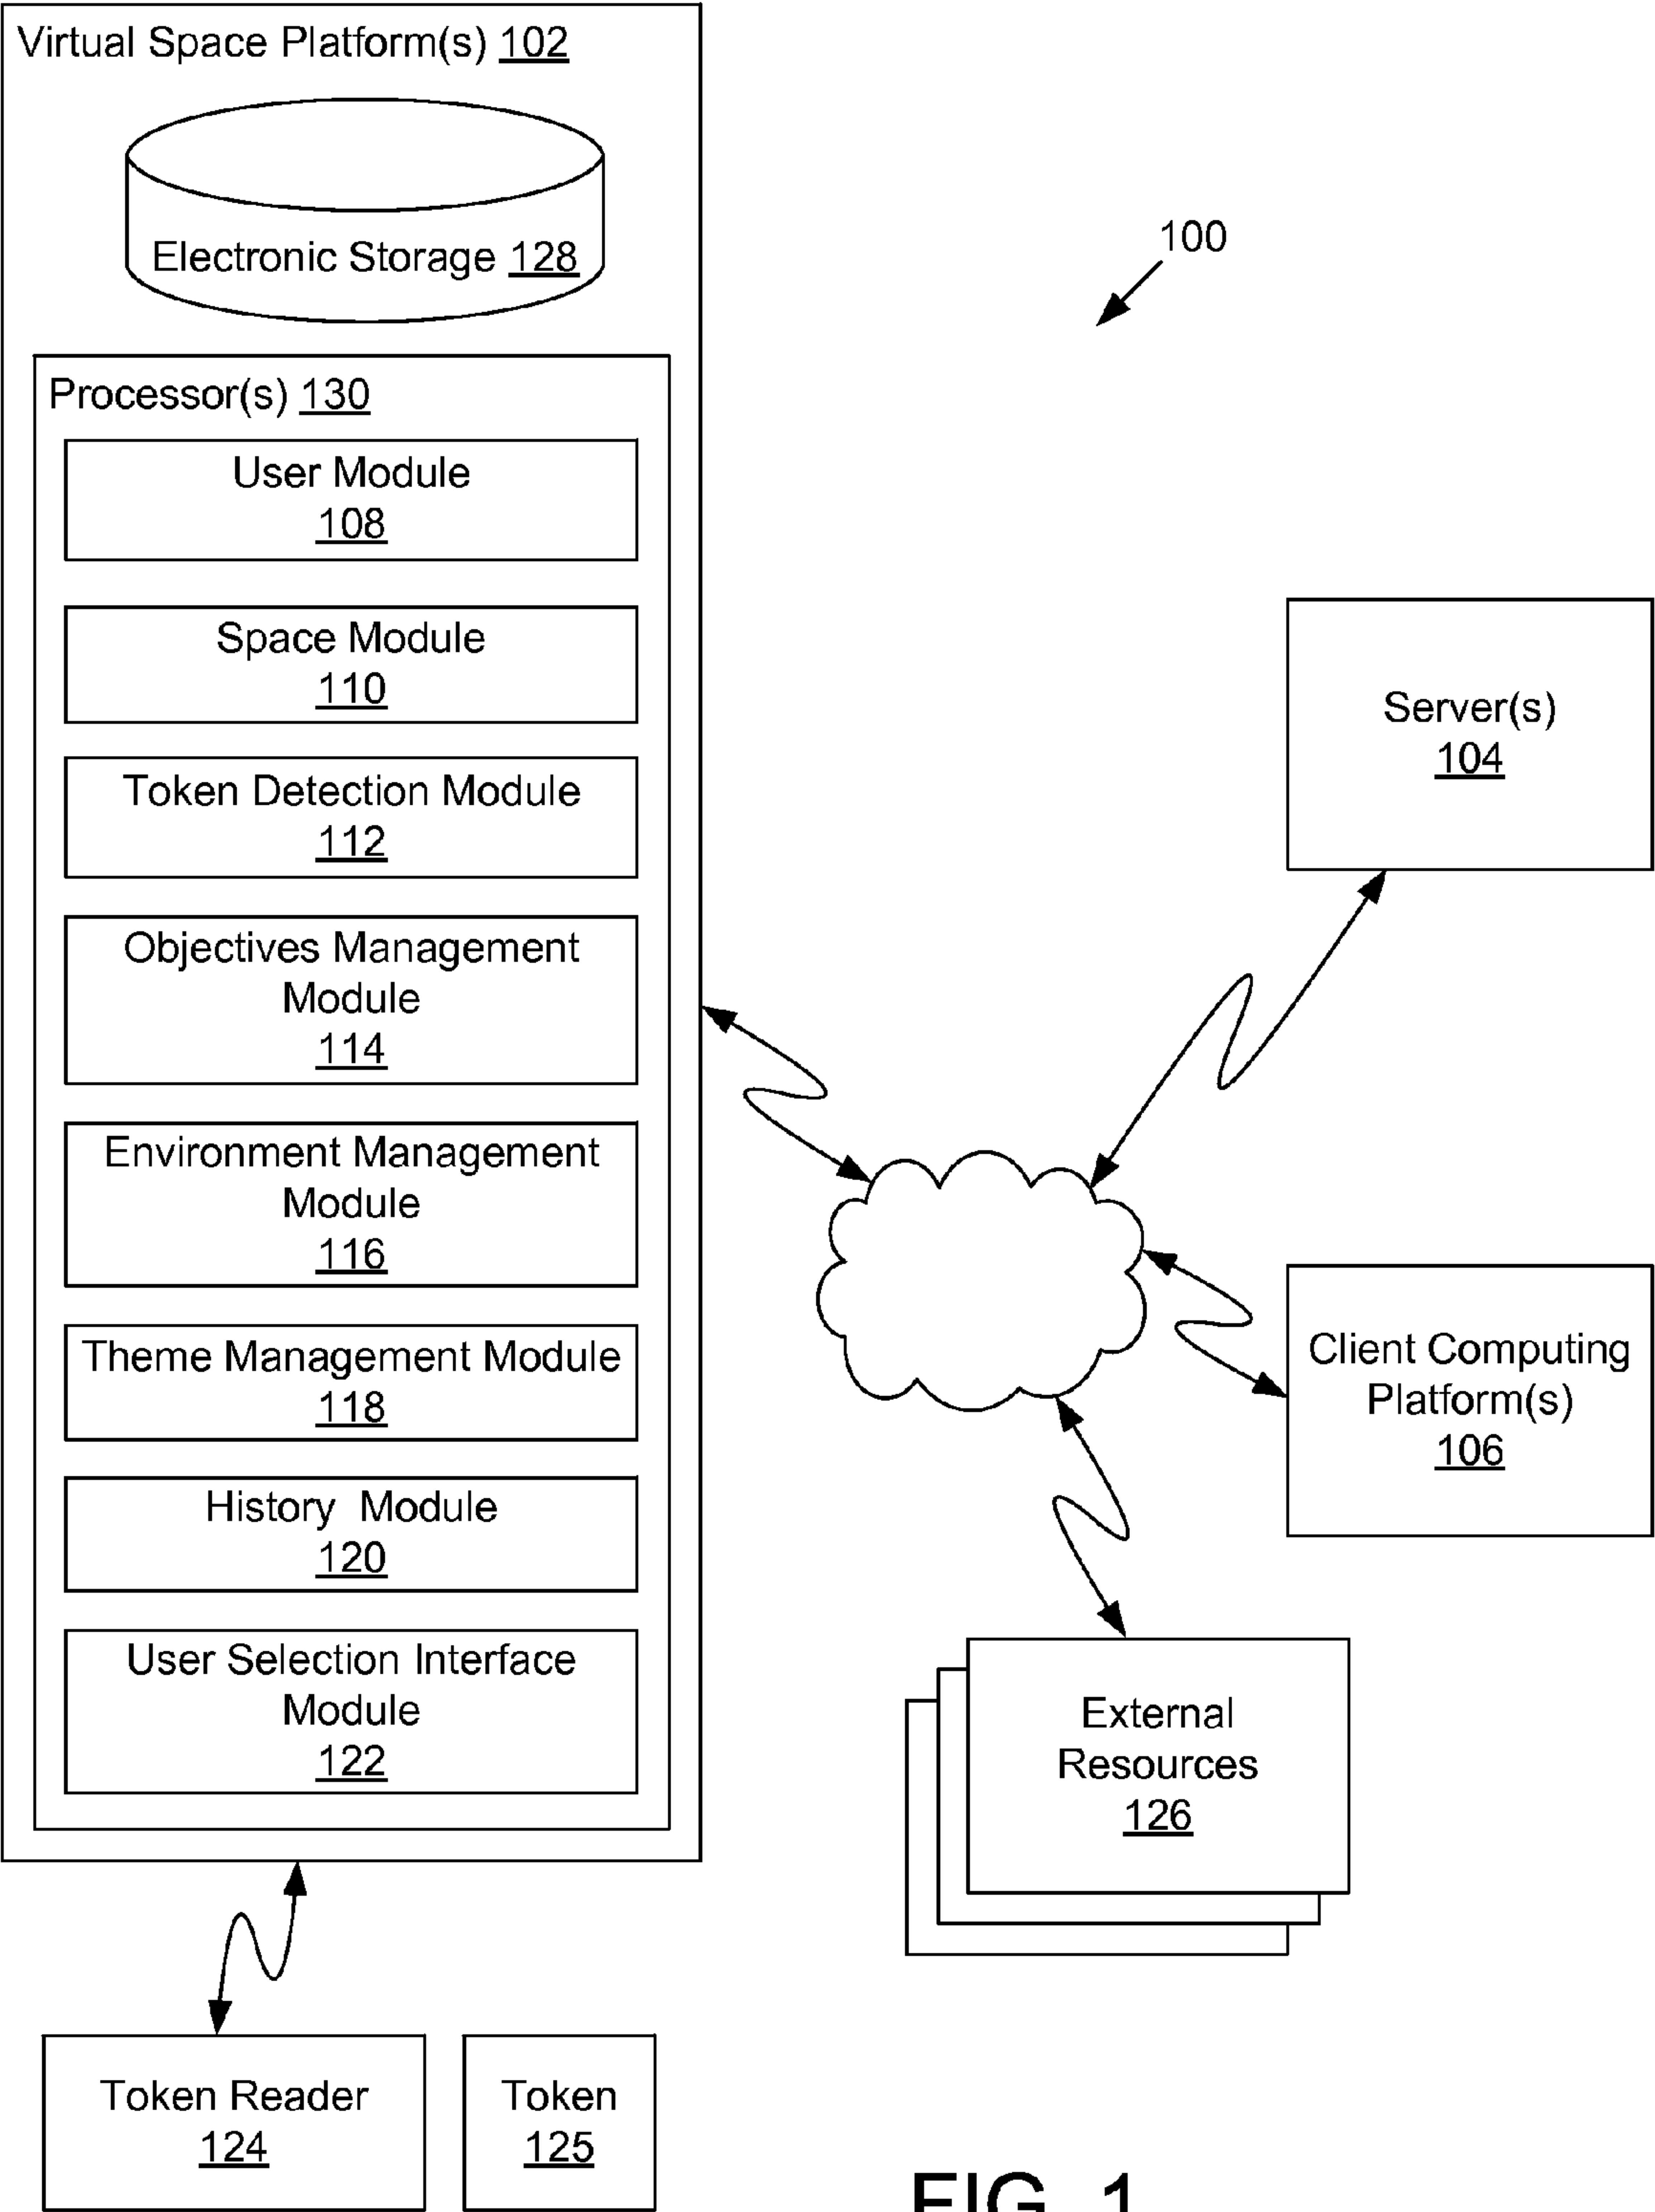 Virtual Space Platform(s) 102
Electronic Storage 128
Processor(s) 130
User Module
108
Space Module
110
Token Detection Module
112
Objectives Management
Module
114
Environment Management
Module
116
Theme Management Module
118
History Module
120
User Selection Interface
Module
122
Token Reader
124
Token
125
100
Server(s)
104
Client Computing
Platform(s)
106
External
Resources
126
FIG. 1